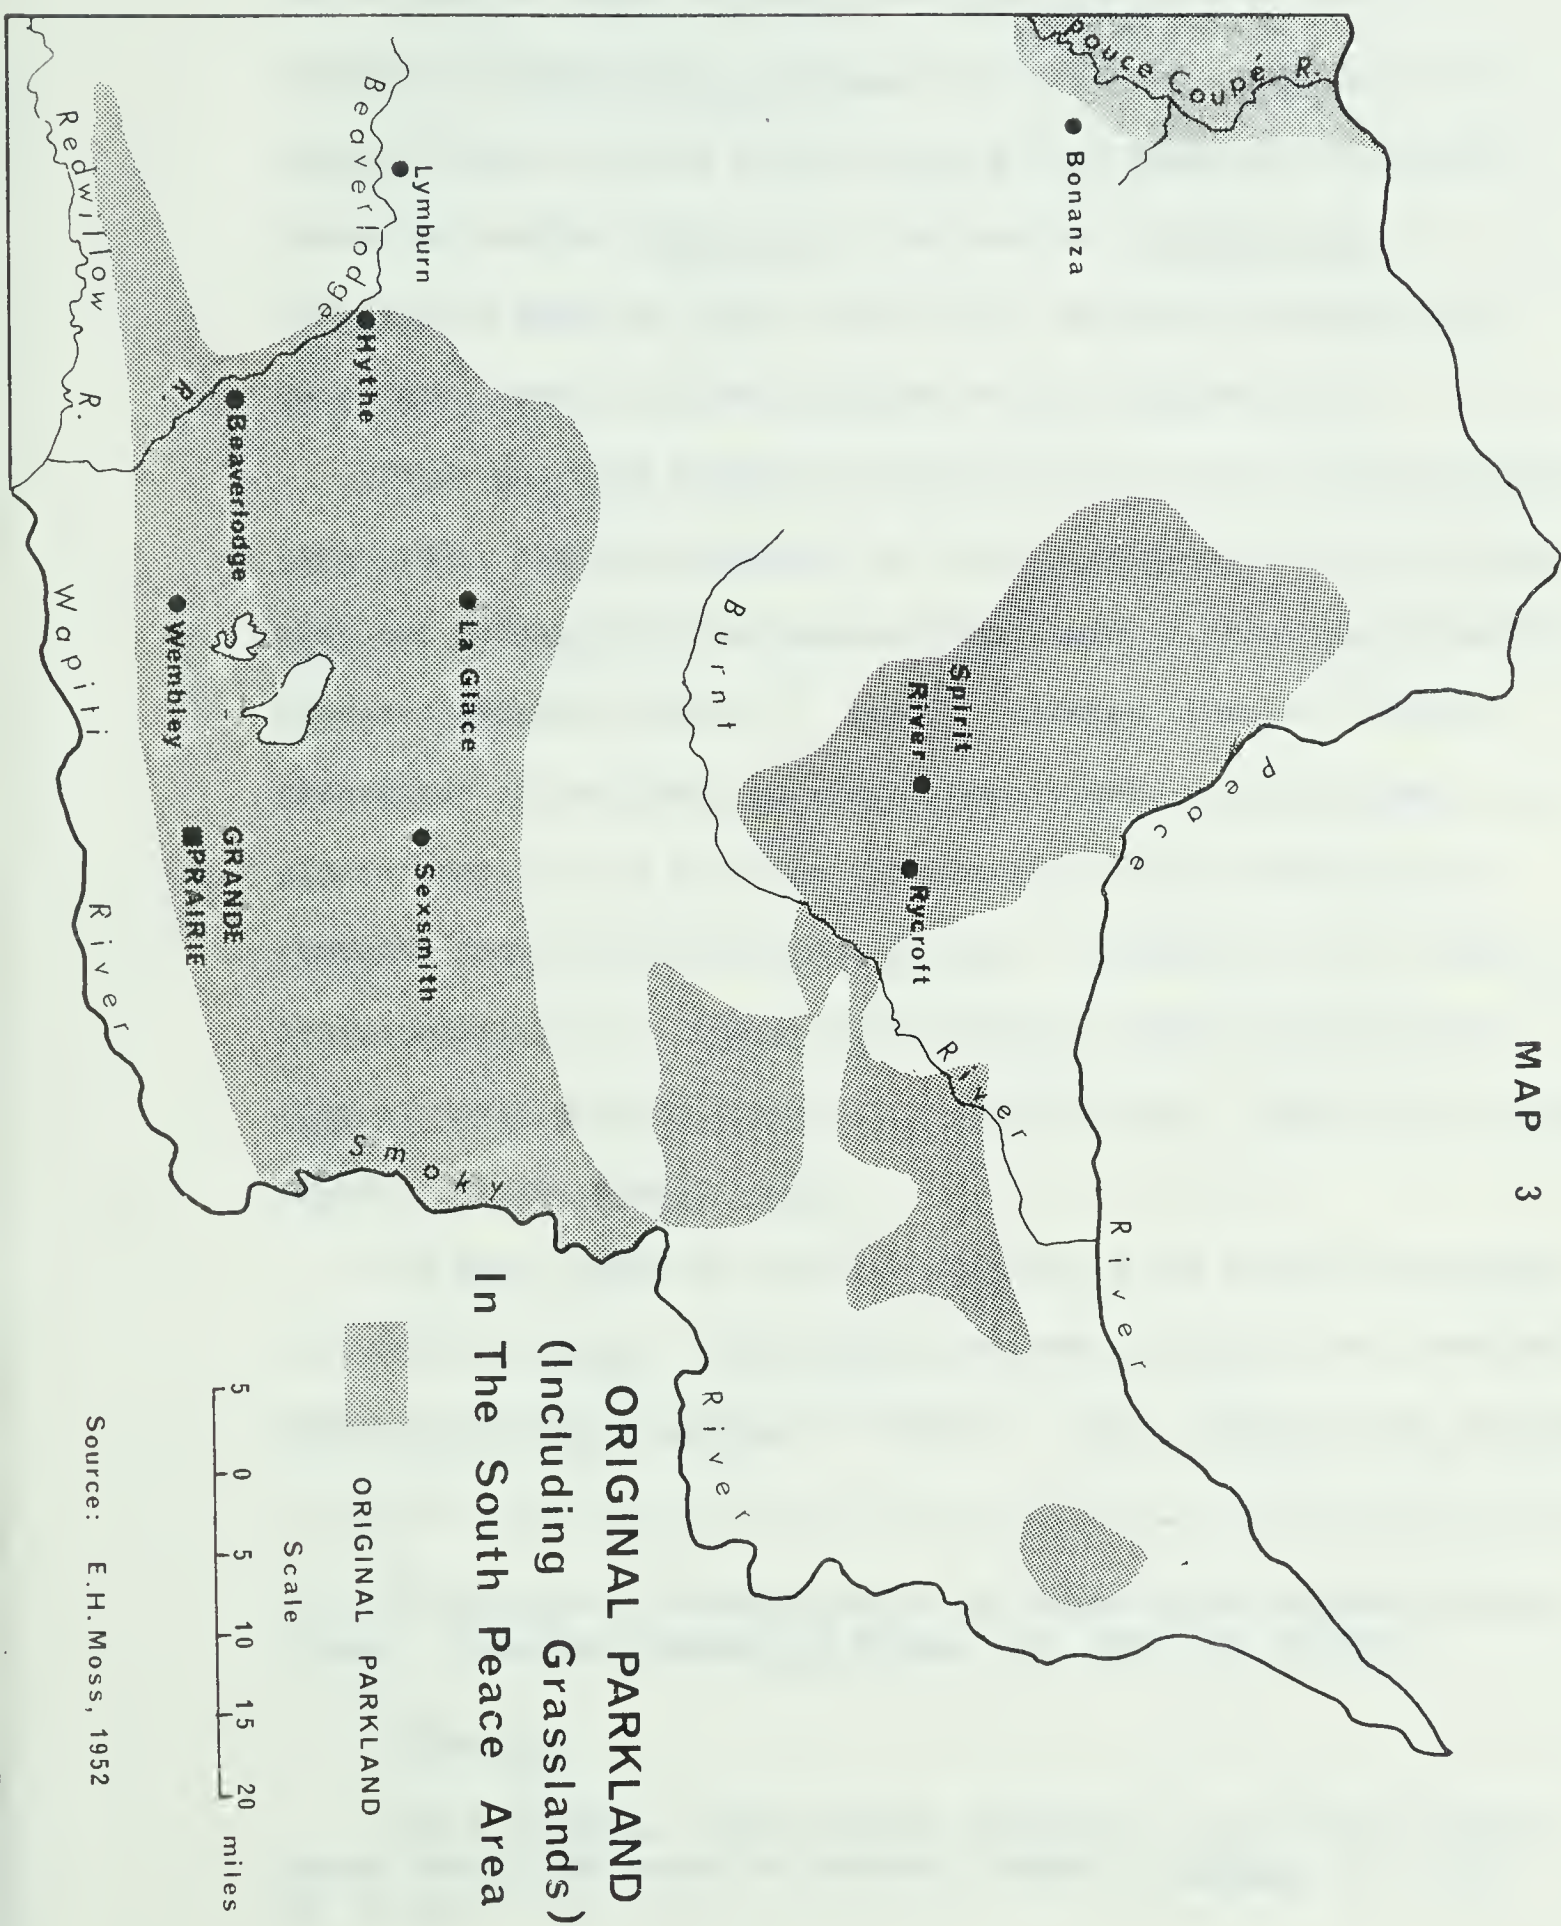 MAP 3
Pouce Coupé R.
Bonanza
Peace
River
Spirit
River
Rycroft
Burnt
River
Lymburn
Beaverlodge
R.
Hythe
La Glace
Sexsmith
Beaverlodge
Wembley
GRANDE
PRAIRIE
Redwillow R.
Wapiti River
Smoky
River
ORIGINAL PARKLAND
(Including Grasslands)
In The South Peace Area
ORIGINAL PARKLAND
Scale
5 0 5 10 15 20 miles
Source: E.H. Moss, 1952